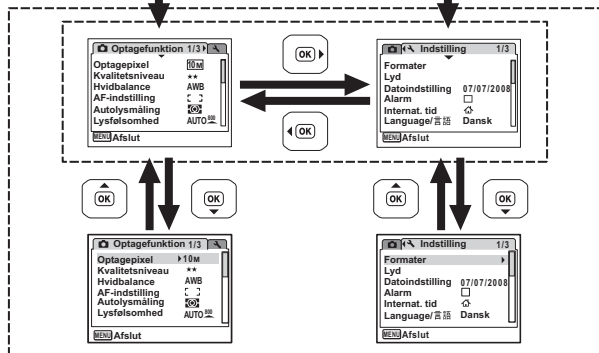 Optagefunktion 1/3
Optagepixel 10M
Kvalitetsniveau ★★
Hvidbalance AWB
AF-indstilling
Autolysmåling
Lysfølsomhed AUTO 800
MENU Afslut
OK
OK
Indstilling 1/3
Formater
Lyd
Datoindstilling 07/07/2008
Alarm
Internat. tid
Language/言語 Dansk
MENU Afslut
OK
OK
OK
OK
Optagefunktion 1/3
Optagepixel 10M
Kvalitetsniveau ★★
Hvidbalance AWB
AF-indstilling
Autolysmåling
Lysfølsomhed AUTO 800
MENU Afslut
Indstilling 1/3
Formater
Lyd
Datoindstilling 07/07/2008
Alarm
Internat. tid
Language/言語 Dansk
MENU Afslut